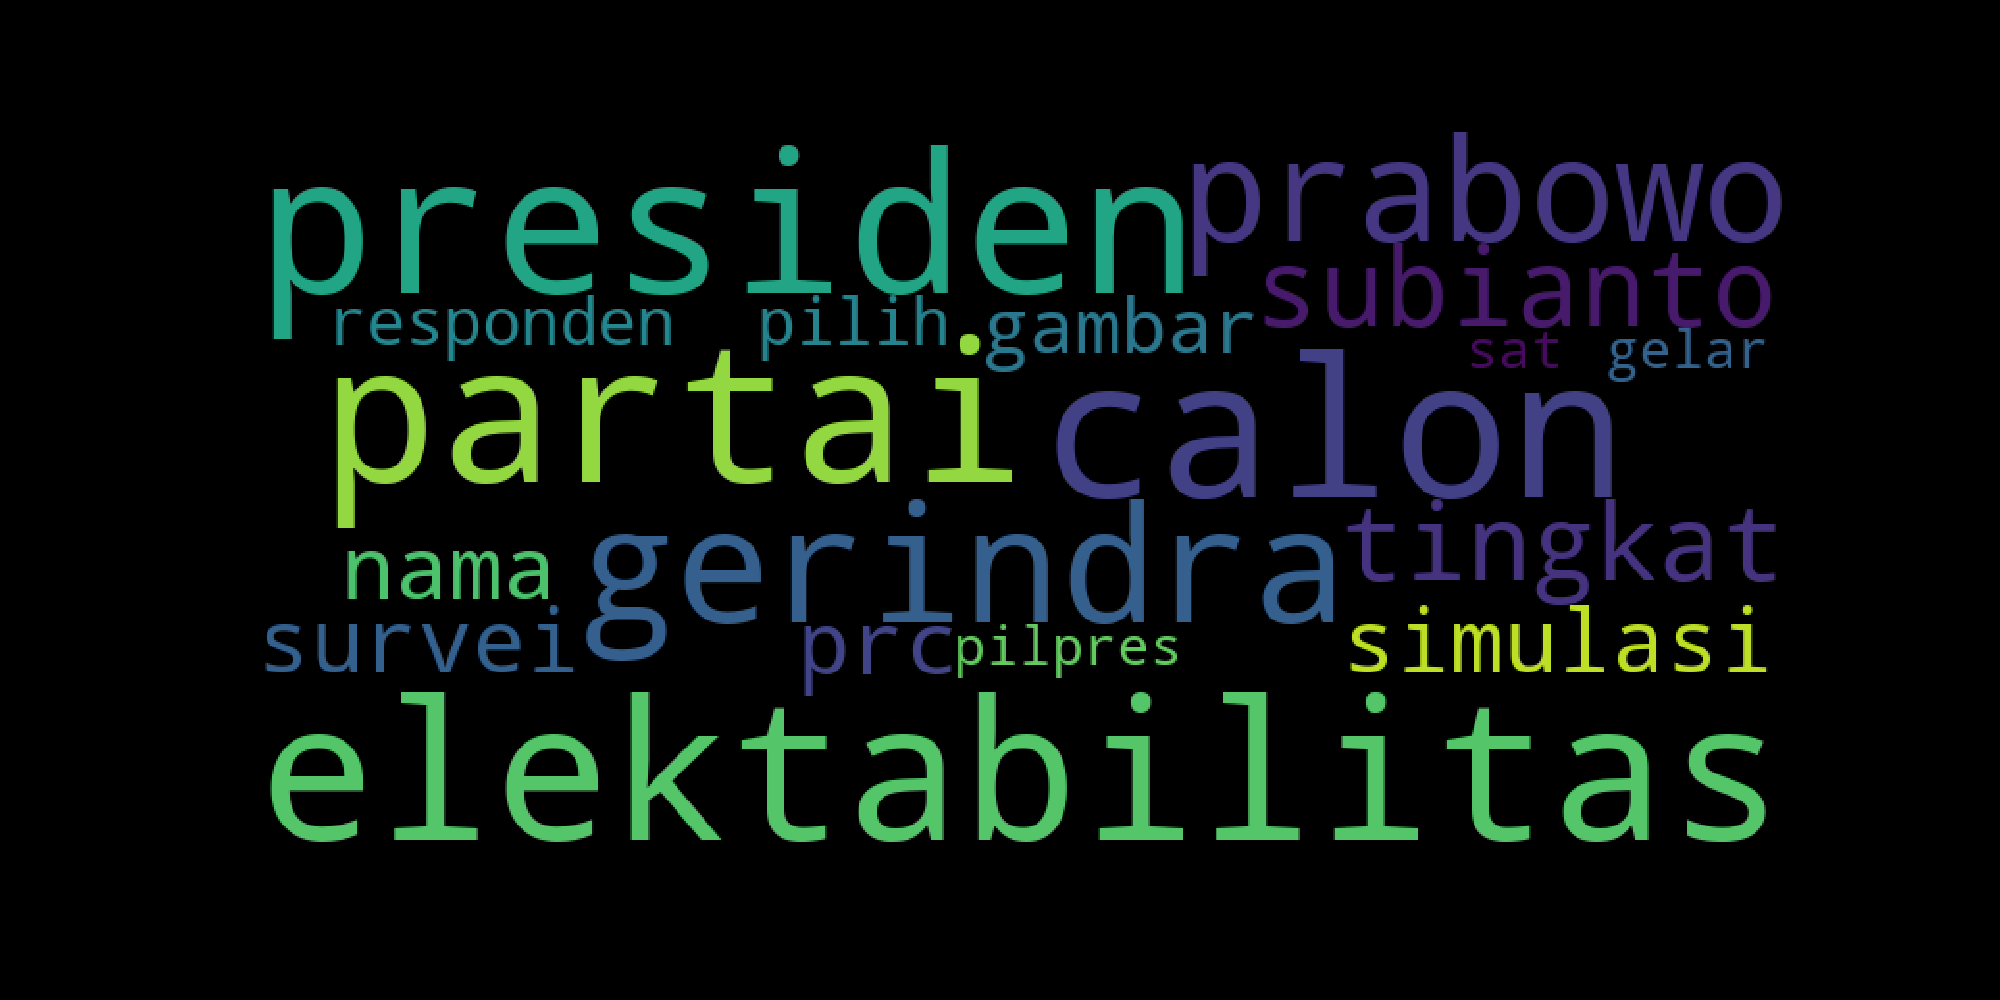 presiden prabowo
subianto
responden pilih gambar
sat gelar
partai calon
nama gerindra tingkat
survei prc pilpres simulasi
elektabilitas